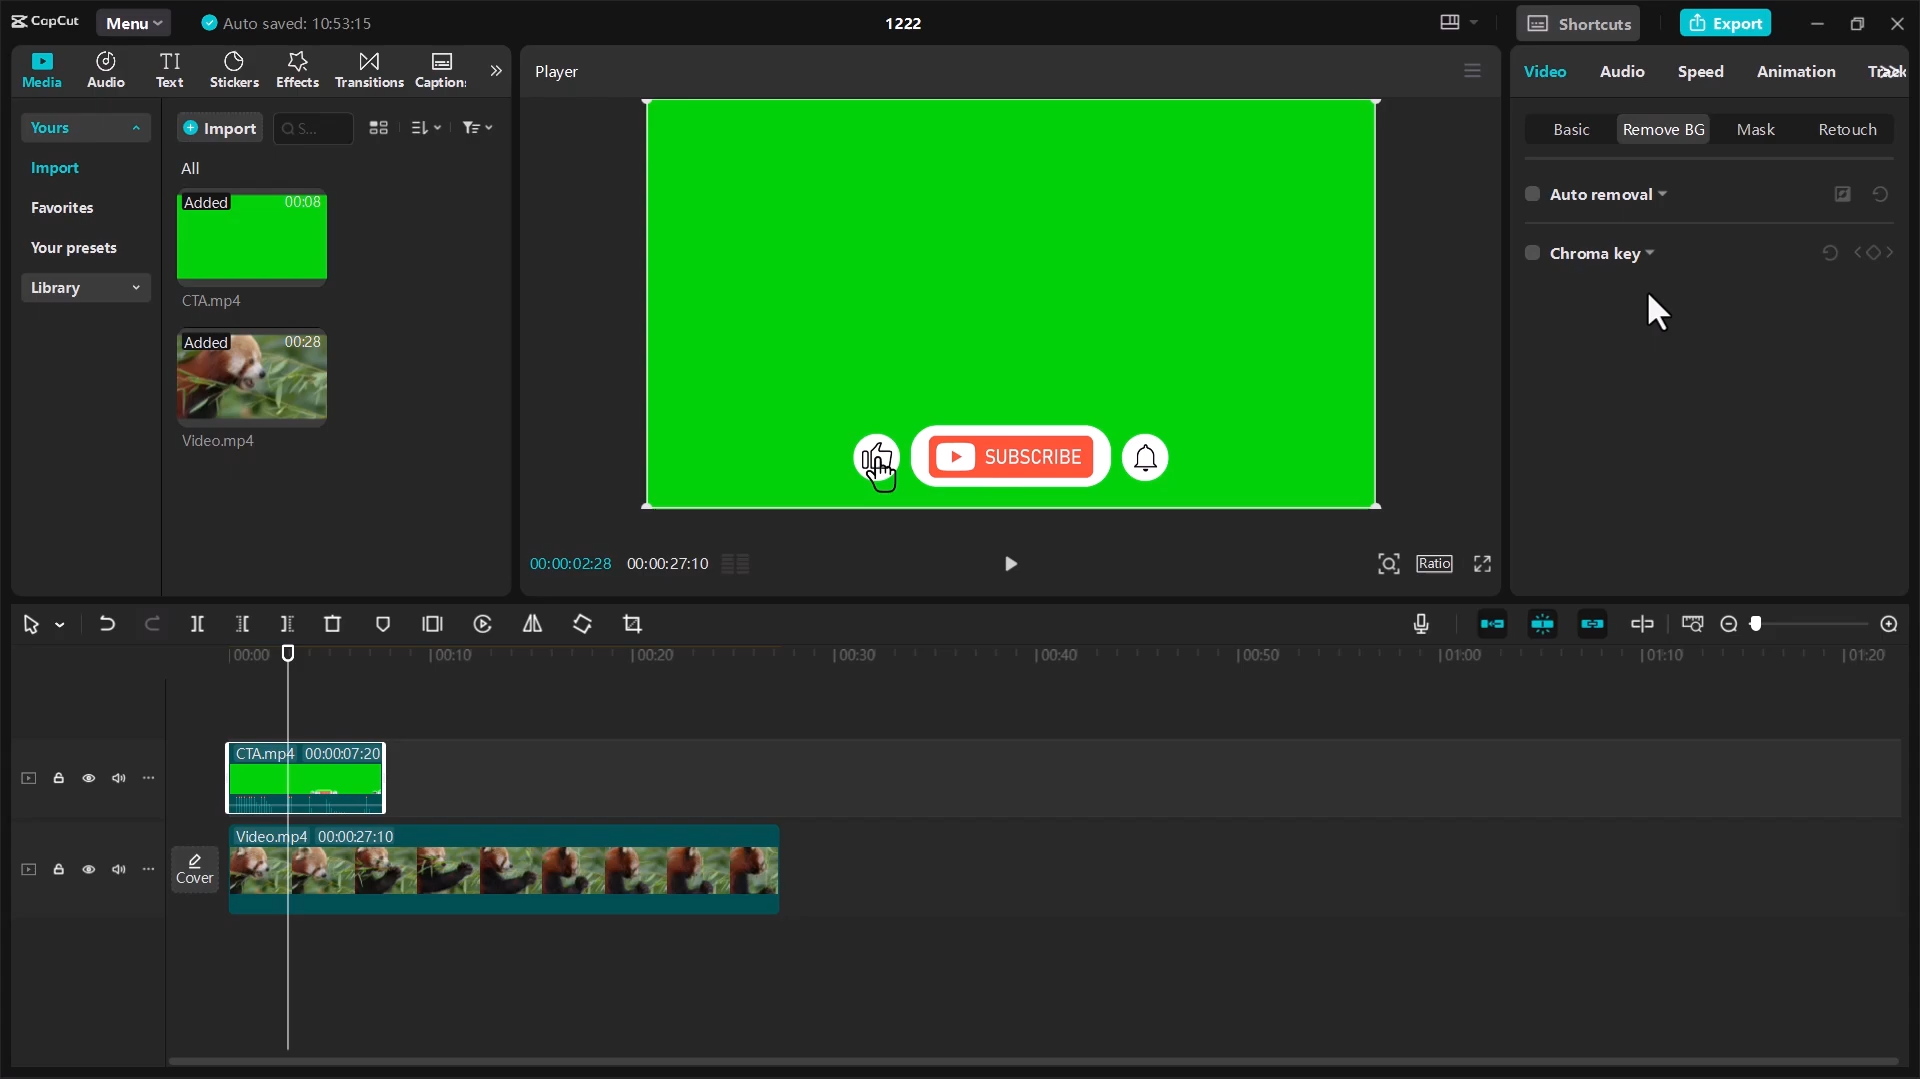 CapCut Menu Auto saved: 10:53:15 1222 Shortcuts Export
Media Audio Text Stickers Effects Transitions Caption
Player
Video Audio Speed Animation
Yours
Import
Favorites
Your presets
Library
Import S...
All
Added 00:08
CTA.mp4
Added 00:28
Video.mp4
SUBSCRIBE
00:00:02:28 00:00:27:10 Ratio
Basic Remove BG Mask Retouch
Auto removal
Chroma key
00:00 00:10 00:20 00:30 00:40 00:50 01:00 01:10 01:20
CTA.mp4 00:00:07:20
Cover
Video.mp4 00:00:27:10